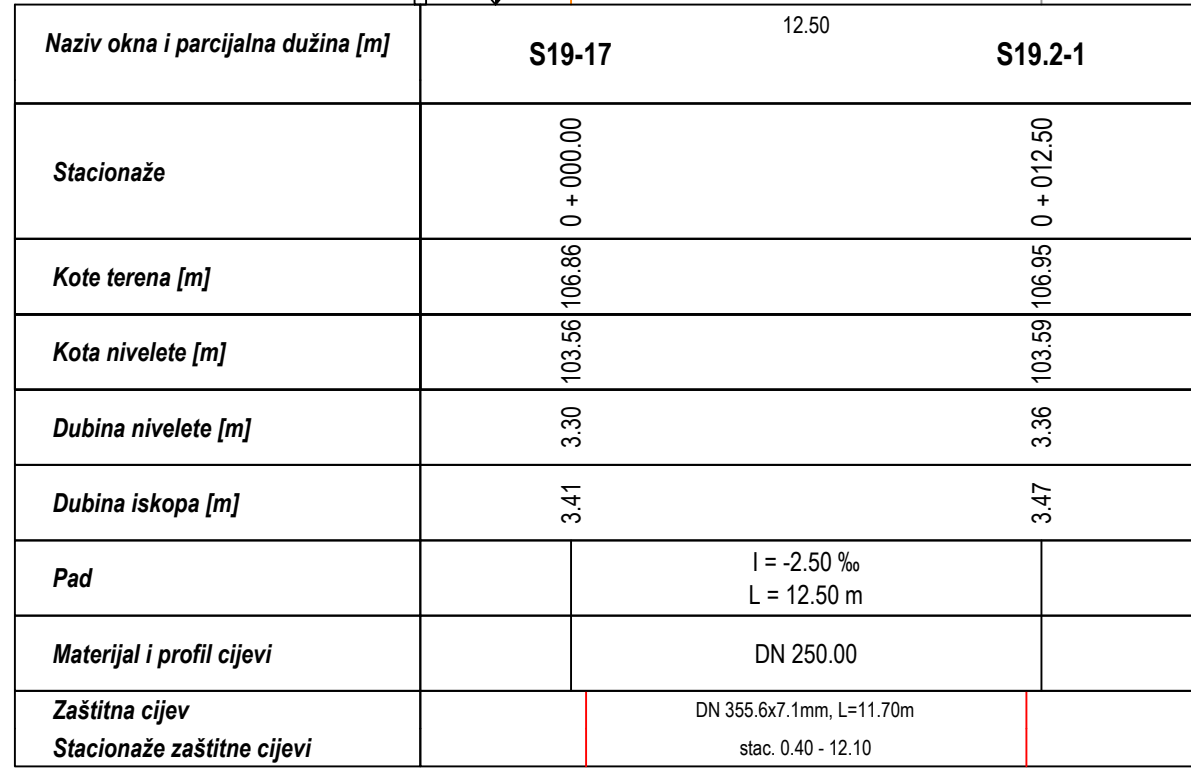 Naziv okna i parcijalna dužina [m]
12.50
S19-17
S19.2-1
Stacionaže
0 + 000.00
0 + 012.50
Kote terena [m]
106.86
106.95
Kota nivelete [m]
103.56
103.59
Dubina nivelete [m]
3.30
3.36
Dubina iskopa [m]
3.41
3.47
Pad
I = -2.50 ‰
L = 12.50 m
Materijal i profil cijevi
DN 250.00
Zaštitna cijev
DN 355.6x7.1mm, L=11.70m
Stacionaže zaštitne cijevi
stac. 0.40 - 12.10